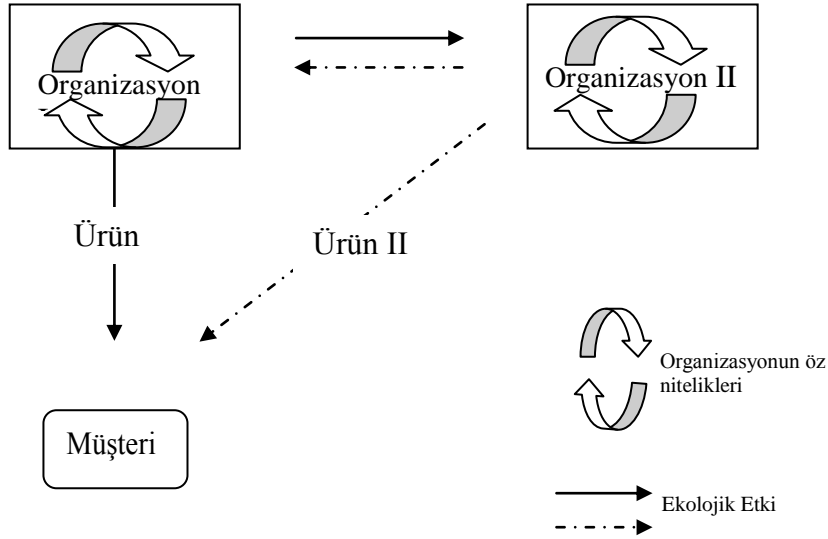 Organizasyon
Organizasyon II
Ürün
Ürün II
Müşteri
Organizasyonun öz
nitelikleri
Ekolojik Etki